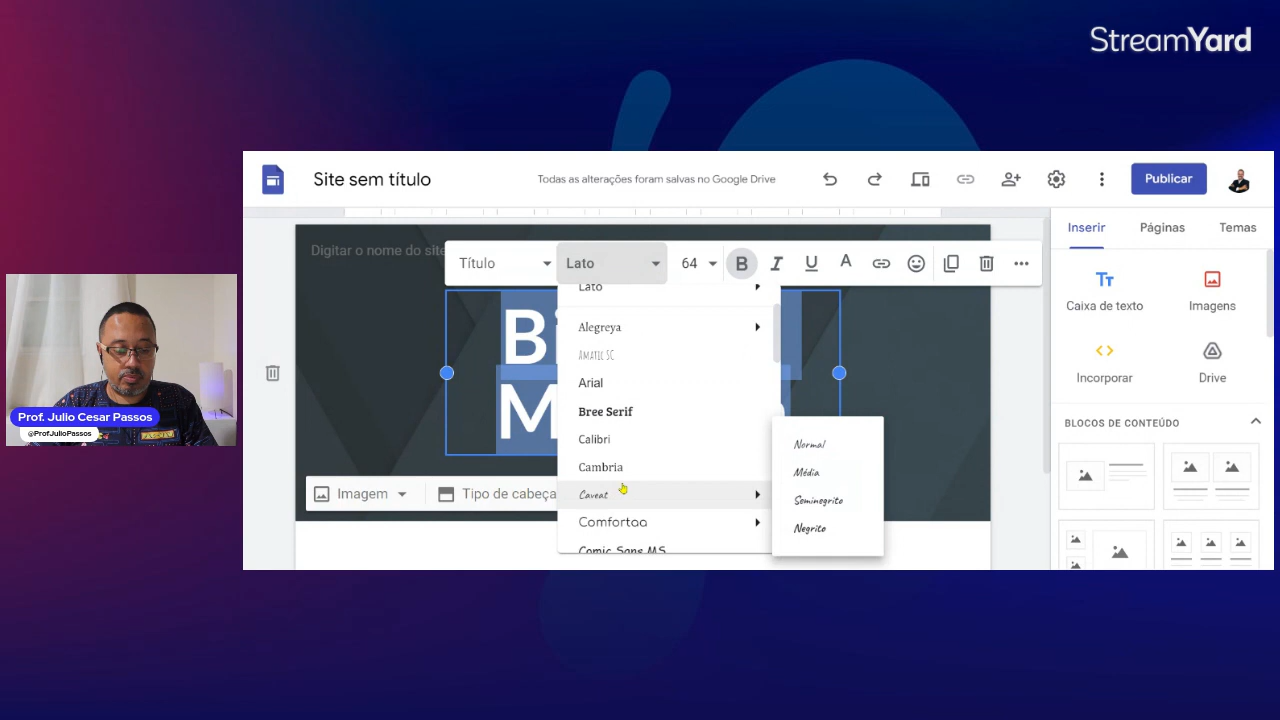 StreamYard
Site sem título
Todas as alterações foram salvas no Google Drive
Publicar
Inserir
Páginas
Temas
Digitar o nome do site
Título
Lato
64
B
I
U
A
Lato
Alegreya
Amatic SC
Arial
Bree Serif
Calibri
Cambria
Caveat
Comfortaa
Comic Sans MS
Normal
Média
Seminegrito
Negrito
Imagem
Tipo de cabeça
Tt
Caixa de texto
Imagens
Incorporar
Drive
BLOCOS DE CONTEÚDO
Prof. Julio Cesar Passos
@ProfJulioPassos